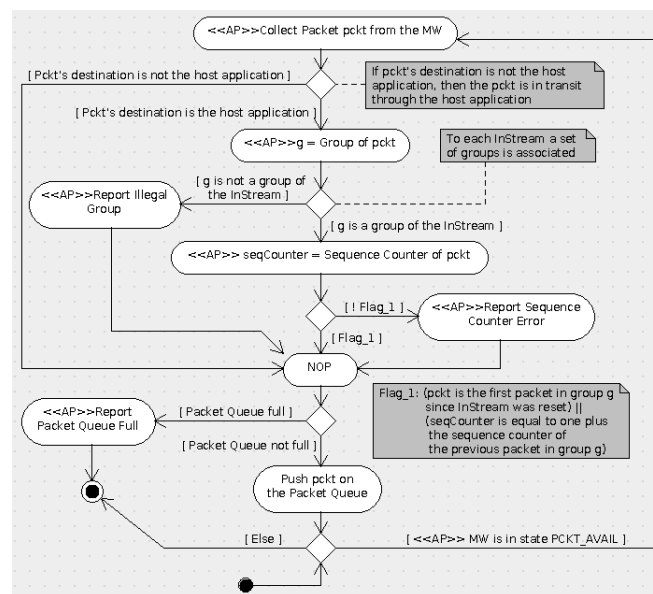 <<AP>>Collect Packet pckt from the MW
[ Pckt's destination is not the host application ]
If pckt's destination is not the host
application, then the pckt is in transit
through the host application
[ Pckt's destination is the host application ]
<<AP>>g = Group of pckt
To each InStream a set
of groups is associated
[ g is not a group of
the InStream ]
<<AP>>Report Illegal
Group
[ g is a group of the InStream ]
<<AP>> seqCounter = Sequence Counter of pckt
[ ! Flag_1 ]
<<AP>>Report Sequence
Counter Error
[ Flag_1 ]
NOP
Flag_1: (pckt is the first packet in group g
since InStream was reset) ||
(seqCounter is equal to one plus
the sequence counter of
the previous packet in group g)
[ Packet Queue full ]
<<AP>>Report
Packet Queue Full
[ Packet Queue not full ]
Push pckt on
the Packet Queue
[ Else ]
[ <<AP>> MW is in state PCKT_AVAIL ]